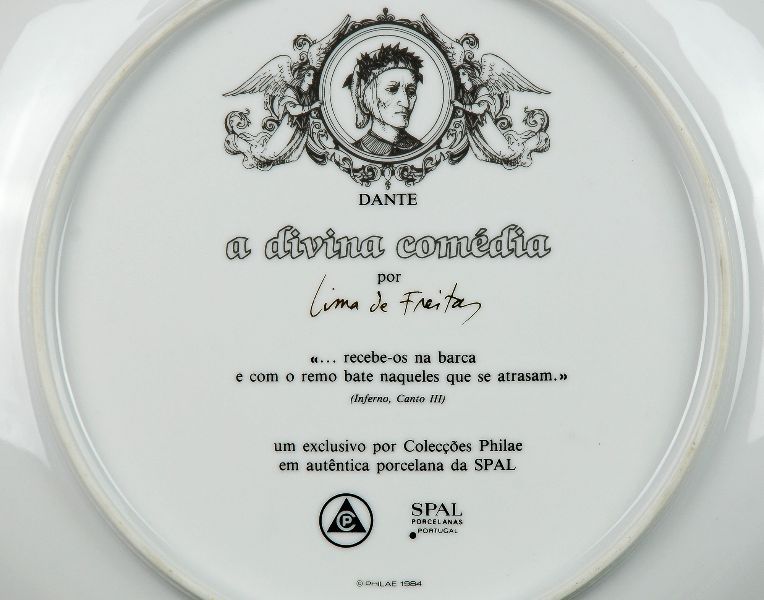 DANTE
a divina comédia
por
Lima de Freitas
«... recebe-os na barca
e com o remo bate naqueles que se atrasam.»
(Inferno, Canto III)
um exclusivo por Colecções Philae
em autêntica porcelana da SPAL
P
SPAL
PORCELANAS
PORTUGAL
© PHILAE 1984